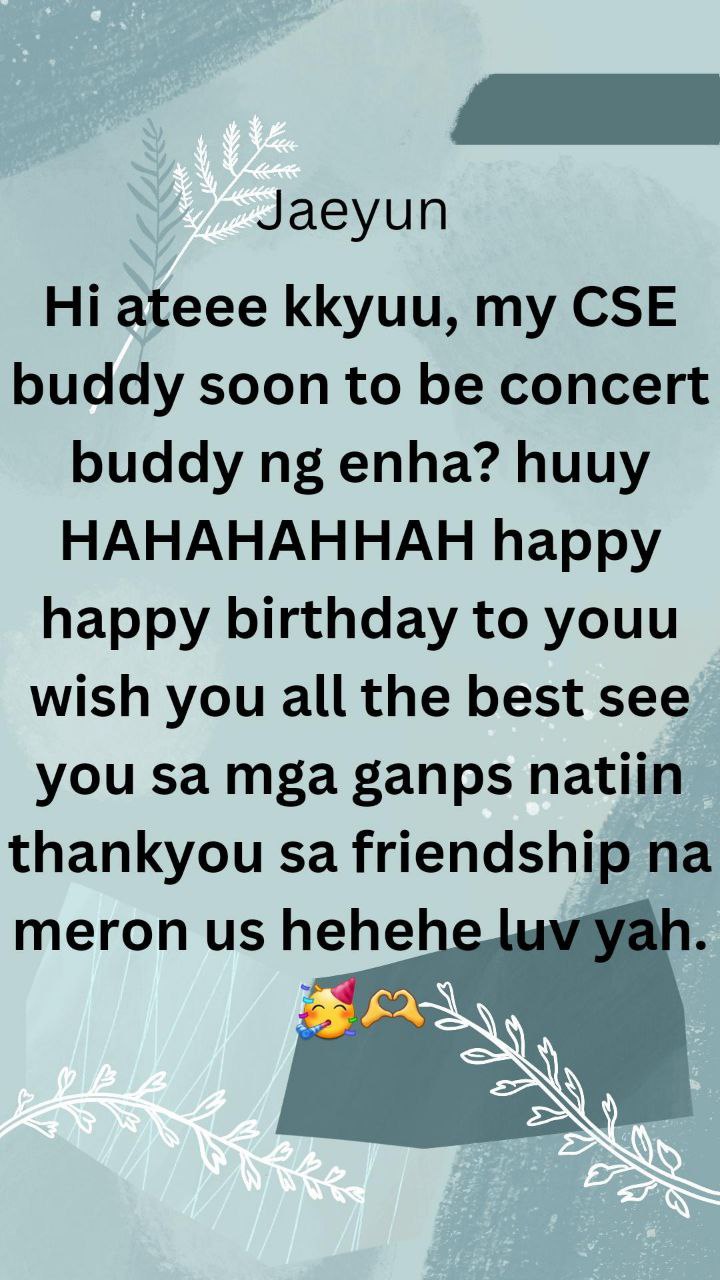 Jaeyun
Hi ateee kkyuu, my CSE
buddy soon to be concert
buddy ng enha? huuy
HAHAHAHHAH happy
happy birthday to youu
wish you all the best see
you sa mga ganps natiin
thankyou sa friendship na
meron us hehehe luv yah.
🥳🫶